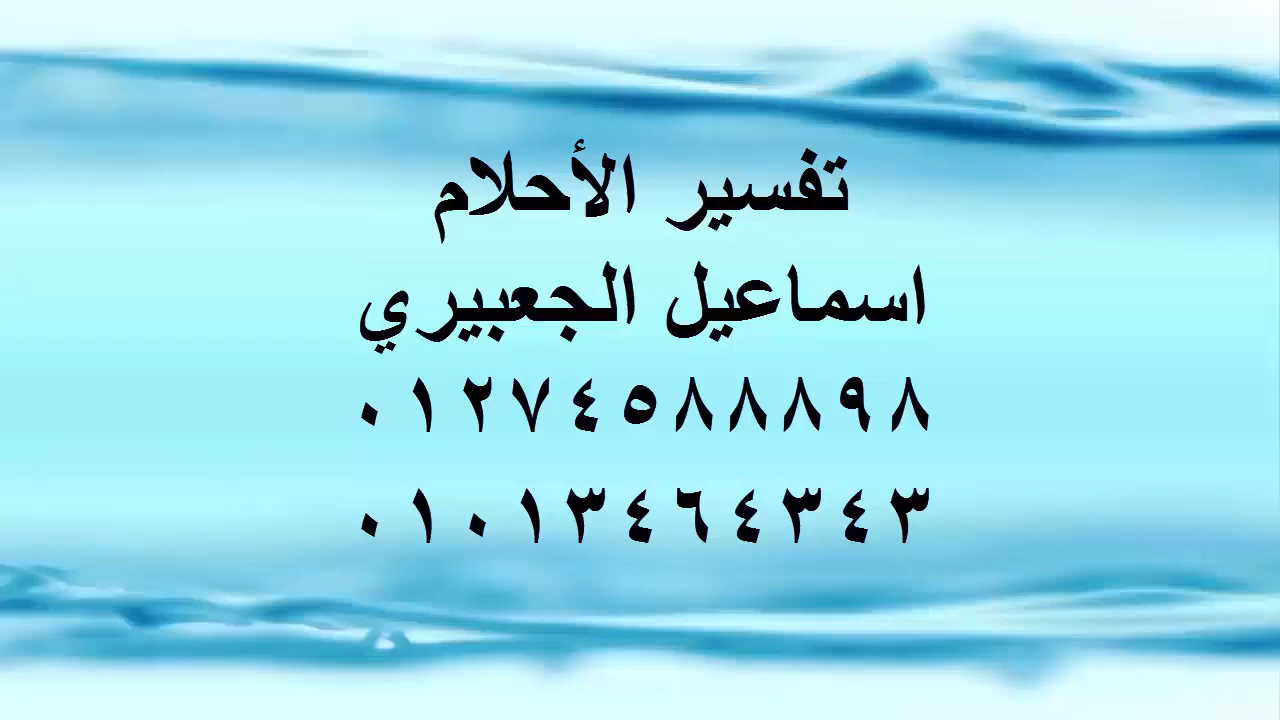 تفسير الأحلام
اسماعيل الجعبيري
٠١٢٧٤٥٨٨٨٩٨
٠١٠١٣٤٦٤٣٤٣